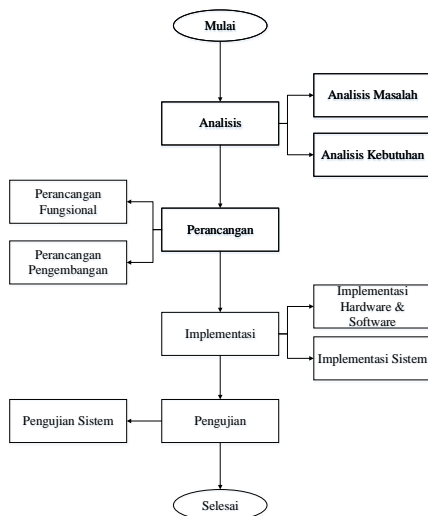 Mulai
Analisis
Analisis Masalah
Analisis Kebutuhan
Perancangan
Fungsional
Perancangan
Pengembangan
Perancangan
Implementasi
Implementasi
Hardware &
Software
Implementasi Sistem
Pengujian Sistem
Pengujian
Selesai